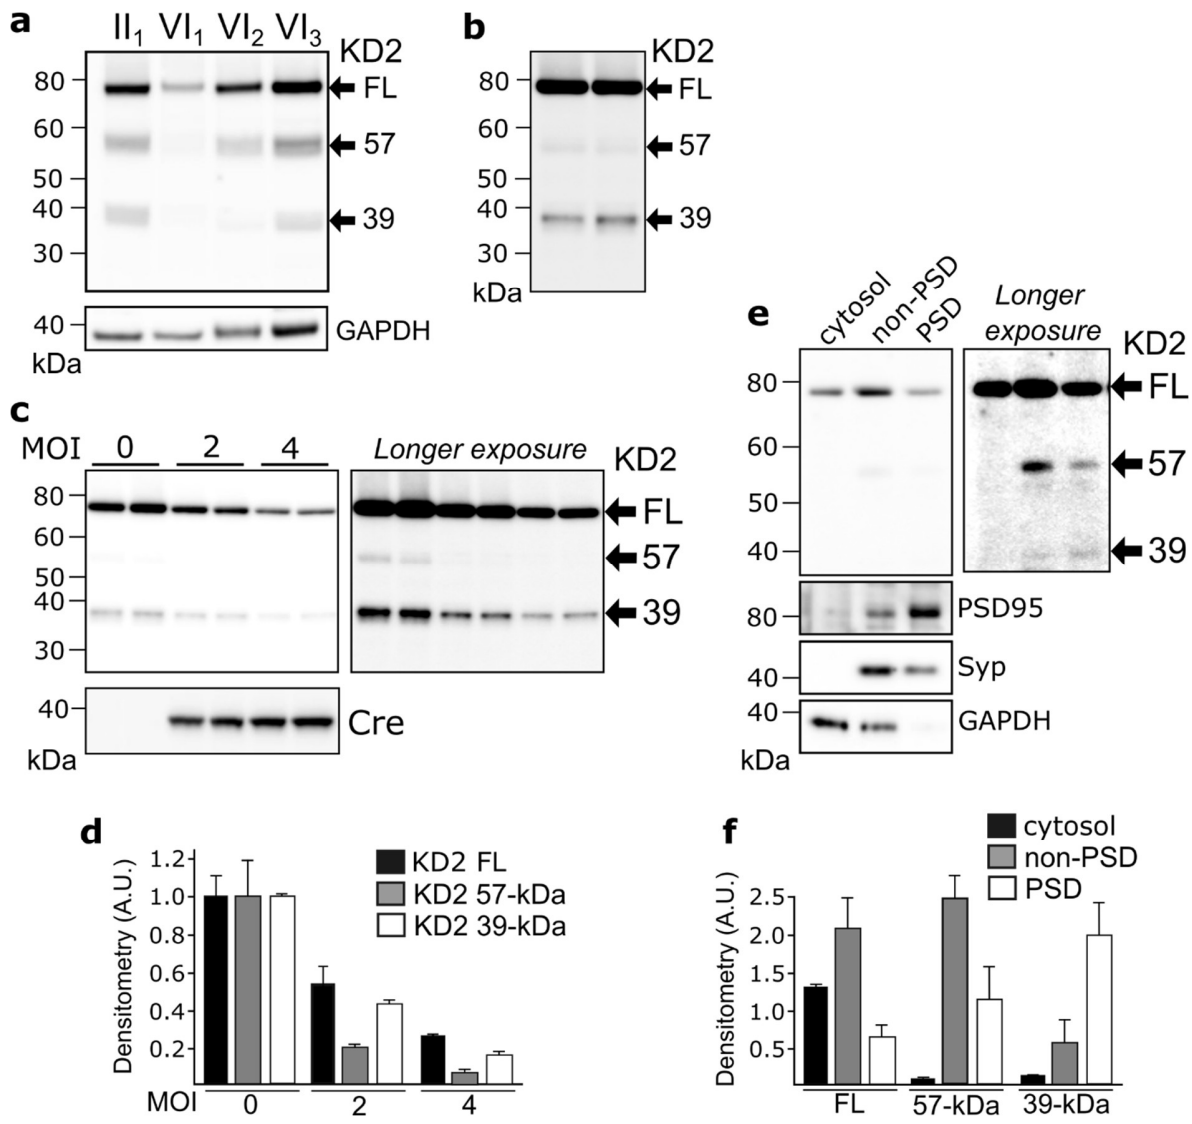 a
II1 VI1 VI2 VI3
KD2
80
60
50
40
30
FL
57
39
40
kDa
GAPDH
b
KD2
80
60
50
40
30
kDa
FL
57
39
c
MOI 0 2 4
Longer exposure
KD2
80
60
50
40
30
FL
57
39
40
kDa
Cre
d
Densitometry (A.U.)
1.2
1.0
0.8
0.6
0.4
0.2
KD2 FL
KD2 57-kDa
KD2 39-kDa
MOI 0 2 4
e
cytosol
non-PSD
PSD
Longer
exposure
KD2
80
60
50
40
FL
57
39
80
PSD95
40
Syp
40
GAPDH
kDa
f
cytosol
non-PSD
PSD
Densitometry (A.U.)
2.5
2.0
1.5
1.0
0.5
FL 57-kDa 39-kDa